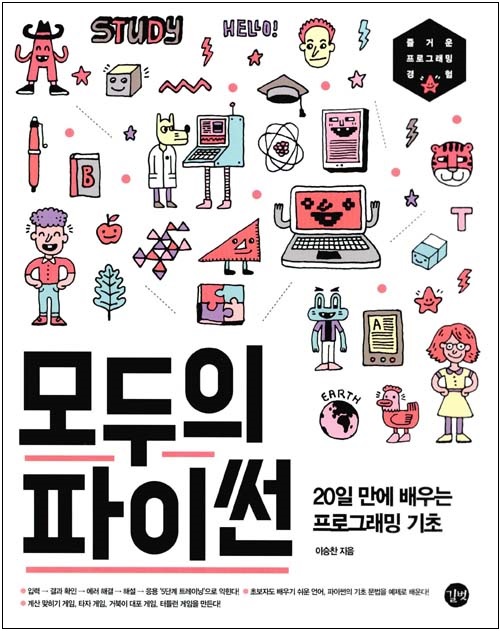 STUDY
HELLO!
즐거운
프로그래밍
경험
B
T
A
EARTH
모두의
파이썬
20일 만에 배우는
프로그래밍 기초
이승찬 지음
입력 → 결과 확인 → 에러 해결 → 해설 → 응용 '5단계 트레이닝'으로 익힌다! 초보자도 배우기 쉬운 언어, 파이썬의 기초 문법을 예제로 배운다!
계산 맞히기 게임, 타자 게임, 거북이 대포 게임, 터틀런 게임을 만든다!
길벗